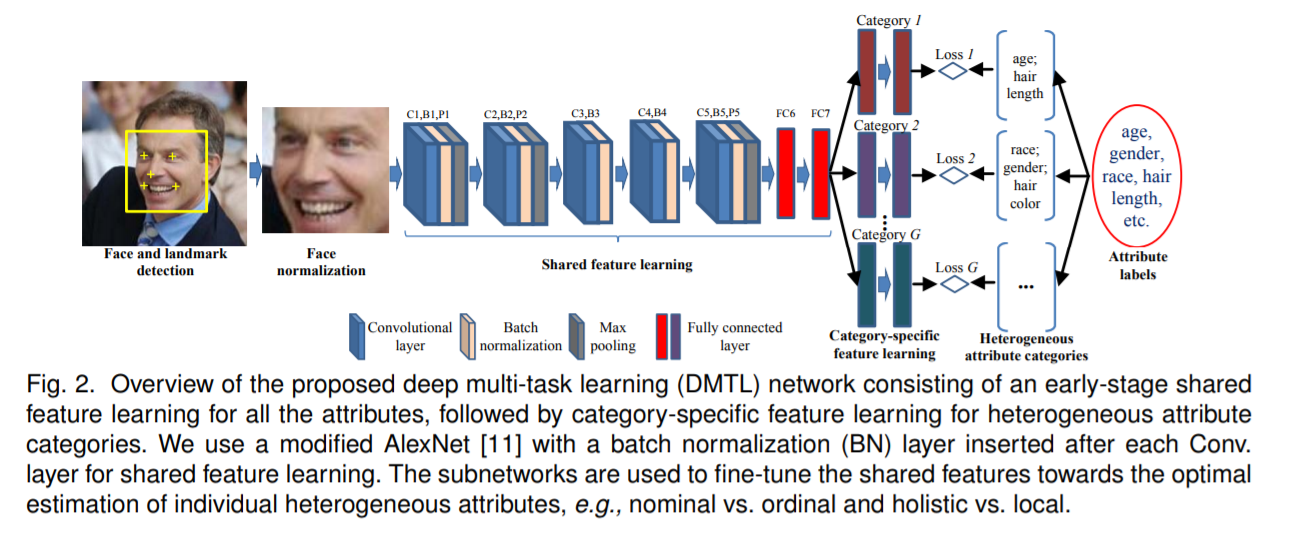 Category 1
Loss 1
age;
hair
length
C1,B1,P1
C2,B2,P2
C3,B3
C4,B4
C5,B5,P5
FC6
FC7
Category 2
Loss 2
race;
gender;
hair
color
age,
gender,
race, hair
length,
etc.
Face and landmark
detection
Face
normalization
Shared feature learning
Category G
Loss G
...
Attribute
labels
Convolutional
layer
Batch
normalization
Max
pooling
Fully connected
layer
Category-specific
feature learning
Heterogeneous
attribute categories
Fig. 2. Overview of the proposed deep multi-task learning (DMTL) network consisting of an early-stage shared
feature learning for all the attributes, followed by category-specific feature learning for heterogeneous attribute
categories. We use a modified AlexNet [11] with a batch normalization (BN) layer inserted after each Conv.
layer for shared feature learning. The subnetworks are used to fine-tune the shared features towards the optimal
estimation of individual heterogeneous attributes, e.g., nominal vs. ordinal and holistic vs. local.